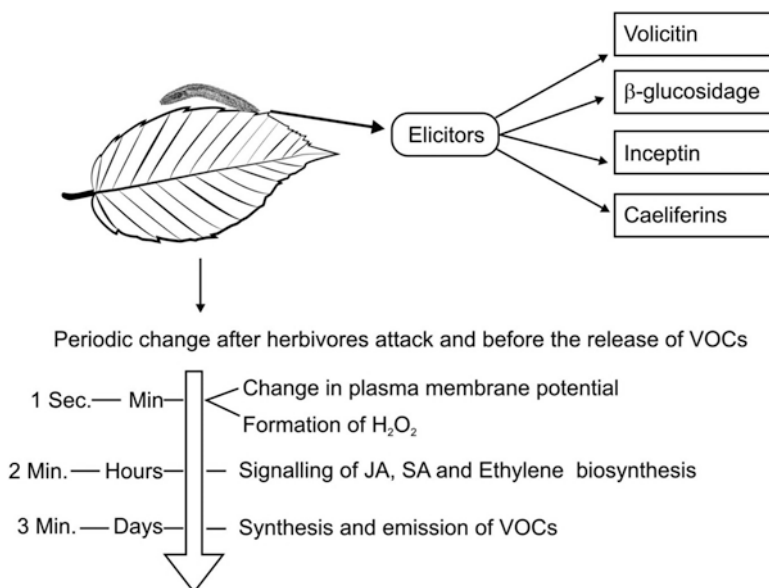 Volicitin
β-glucosidage
Elicitors
Inceptin
Caeliferins
Periodic change after herbivores attack and before the release of VOCs
1 Sec. — Min
Change in plasma membrane potential
Formation of H₂O₂
2 Min. — Hours — Signalling of JA, SA and Ethylene biosynthesis
3 Min. — Days — Synthesis and emission of VOCs